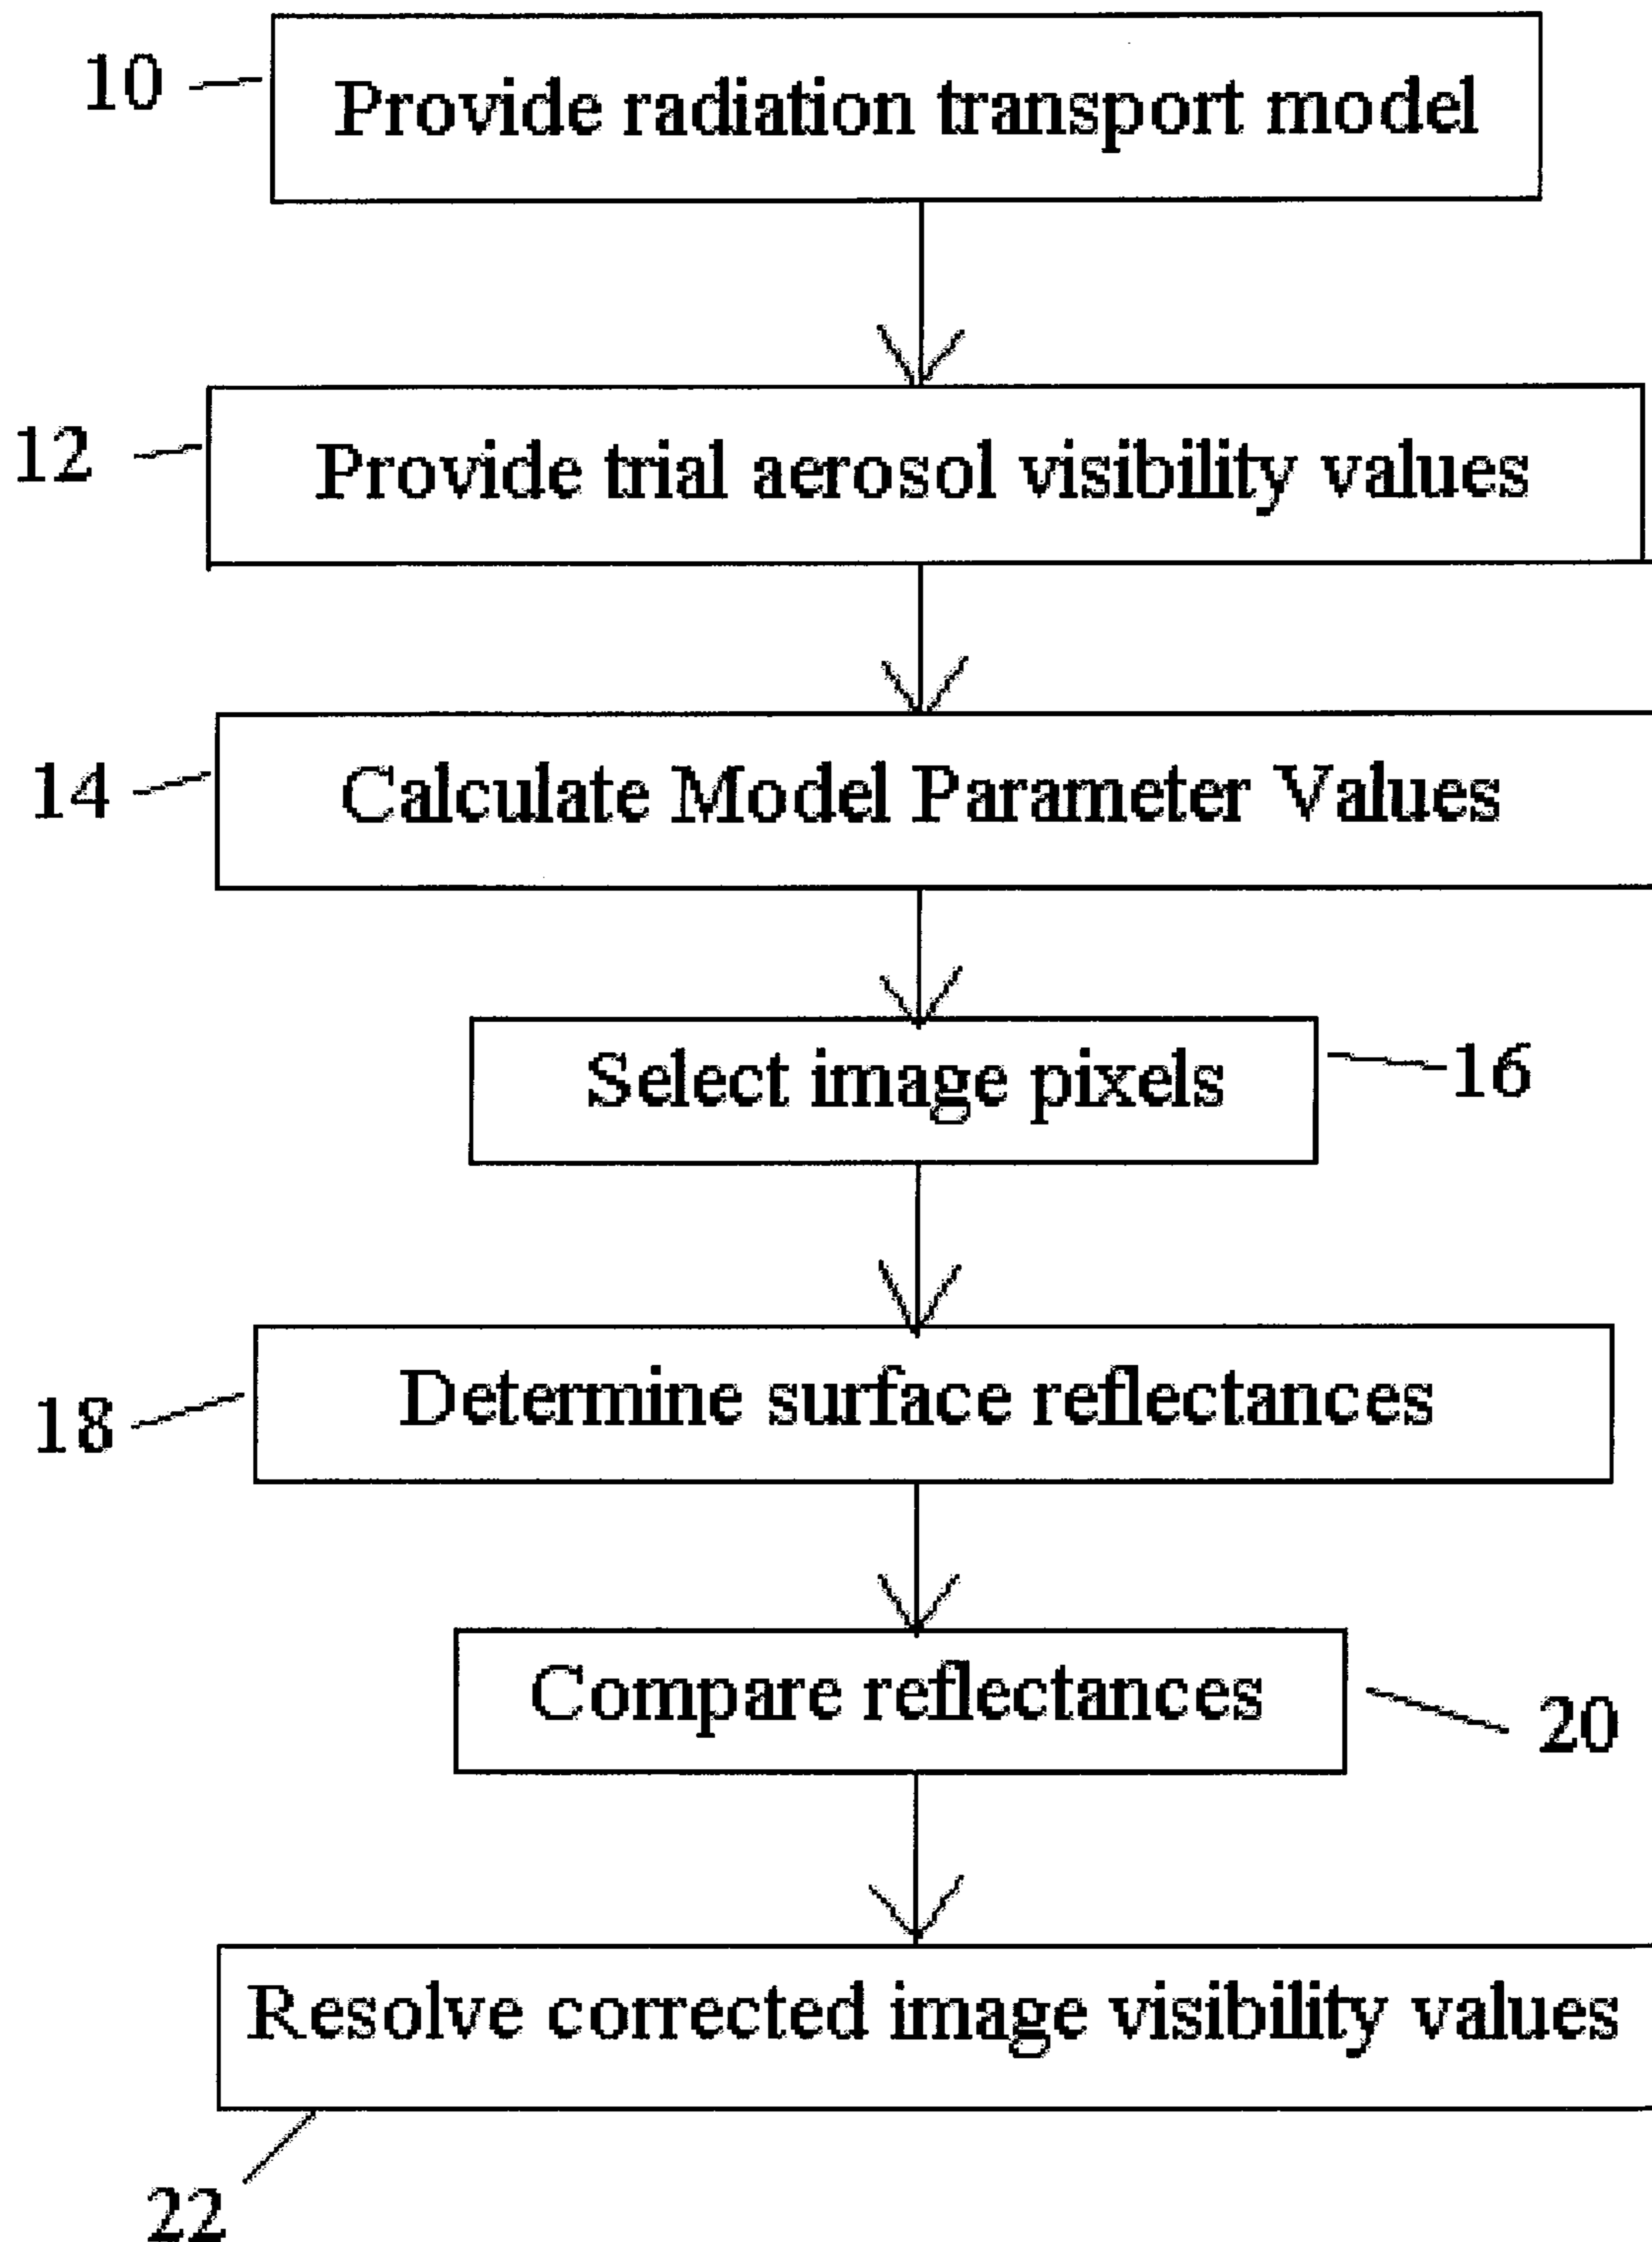 10
Provide radiation transport model
12
Provide trial aerosol visibility values
14
Calculate Model Parameter Values
Select image pixels
16
18
Determine surface reflectances
Compare reflectances
20
Resolve corrected image visibility values
22